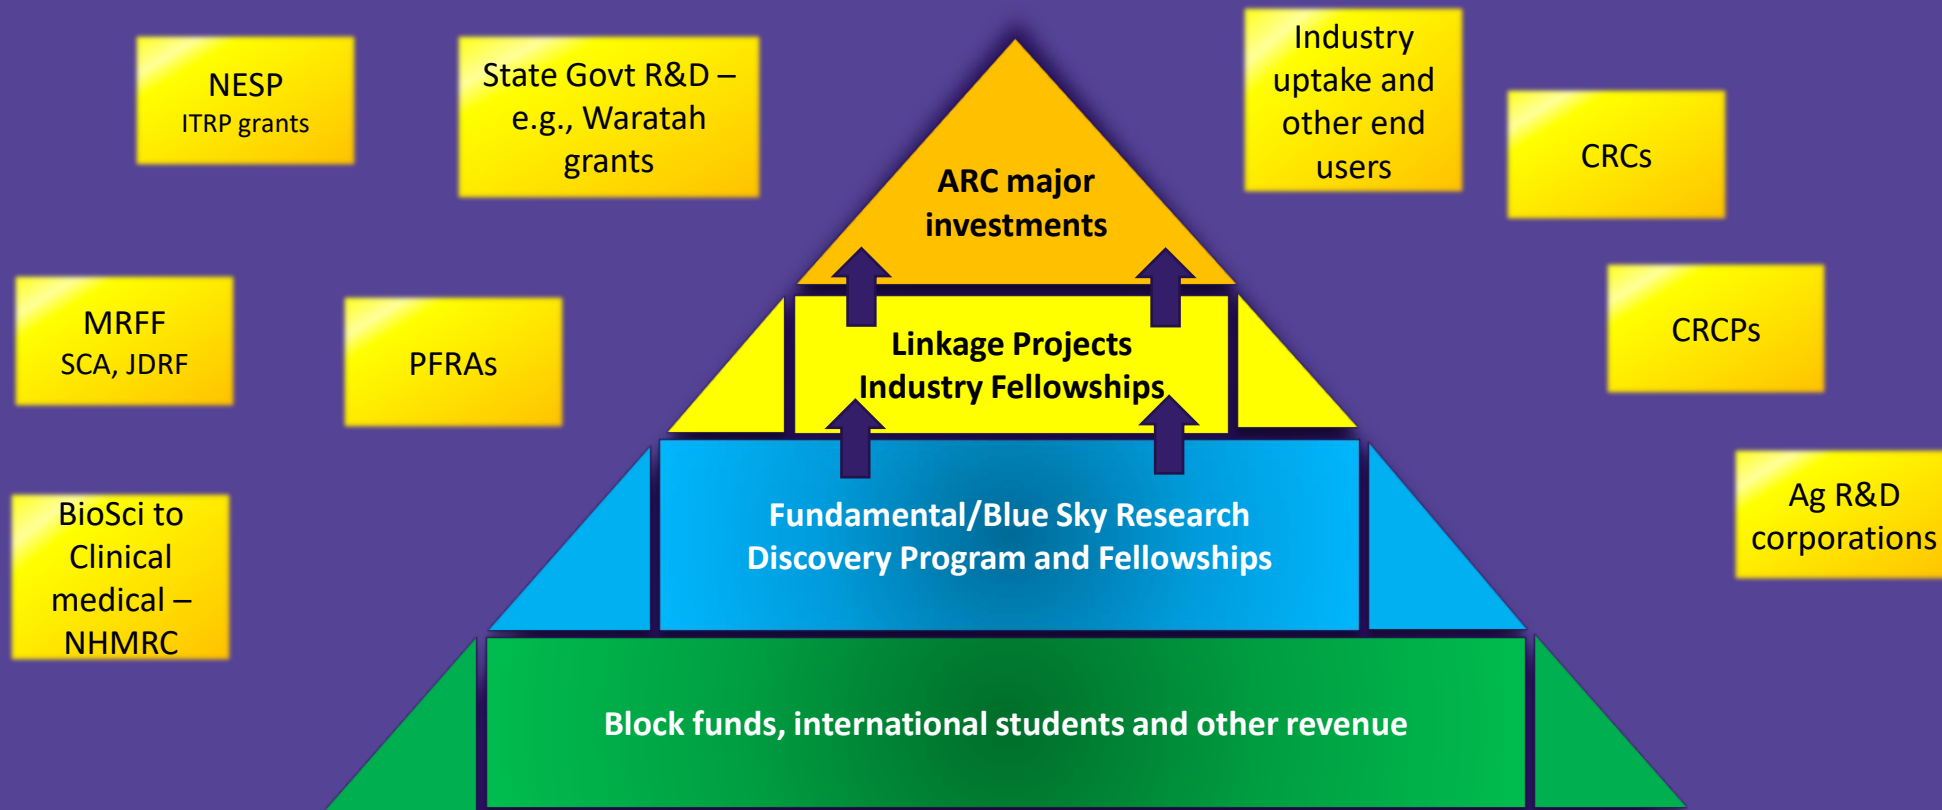 NESP
ITRP grants
State Govt R&D –
e.g., Waratah
grants
Industry
uptake and
other end
users
CRCs
ARC major
investments
MRFF
SCA, JDRF
PFRAs
CRCPs
Linkage Projects
Industry Fellowships
BioSci to
Clinical
medical –
NHMRC
Fundamental/Blue Sky Research
Discovery Program and Fellowships
Ag R&D
corporations
Block funds, international students and other revenue